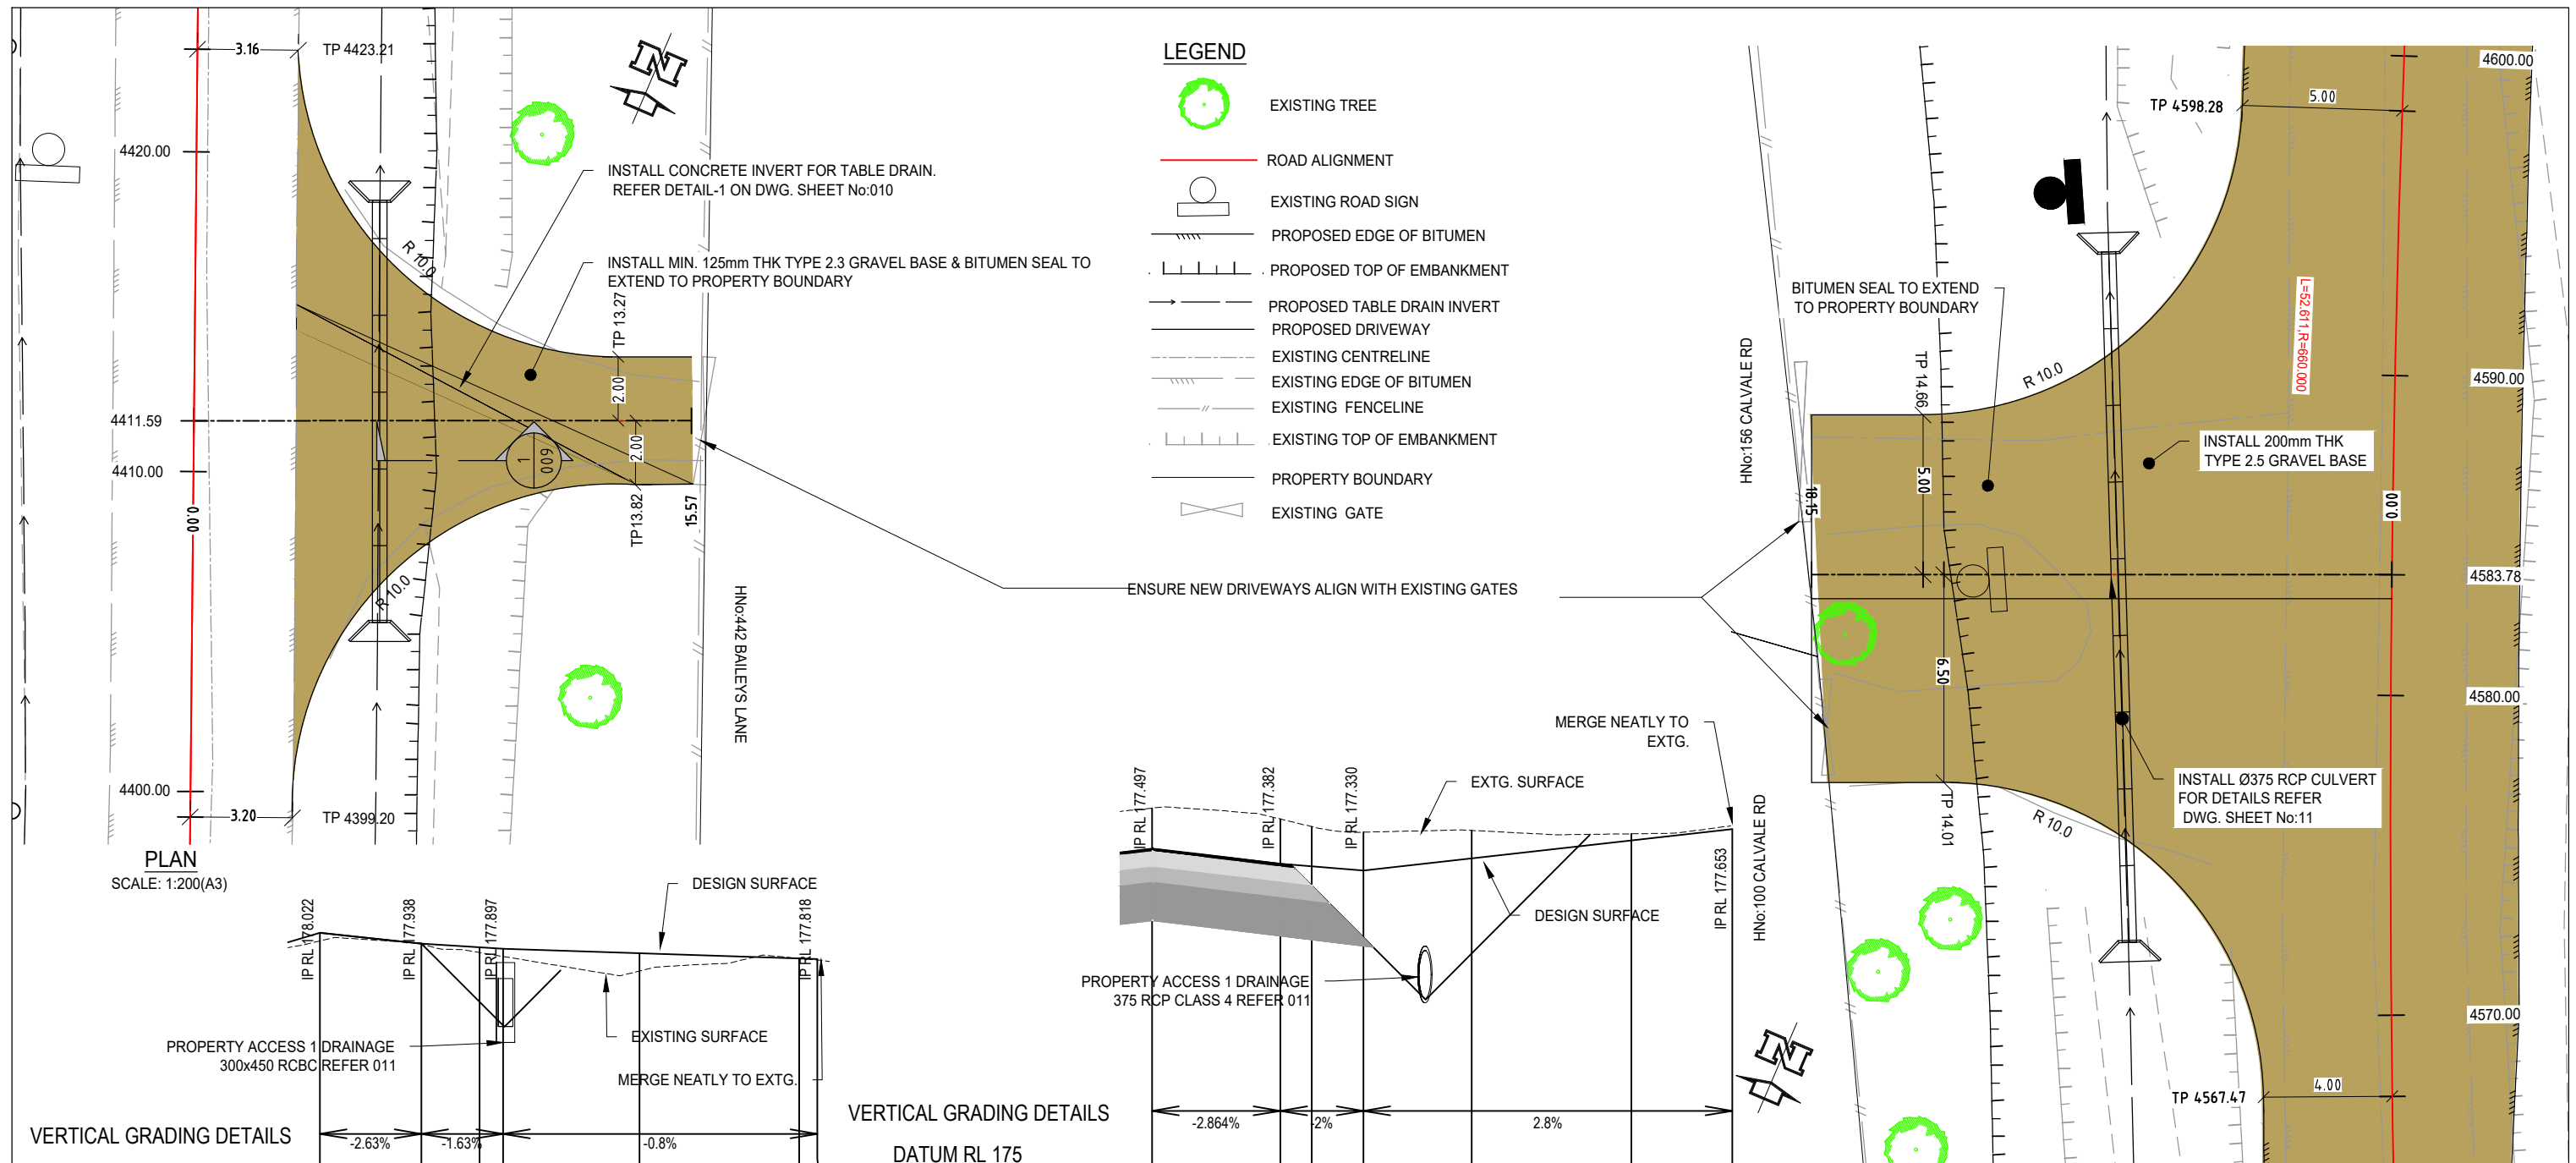 3.16
TP 4423.21
N
4420.00
INSTALL CONCRETE INVERT FOR TABLE DRAIN.
REFER DETAIL-1 ON DWG. SHEET No:010
R 10.0
INSTALL MIN. 125mm THK TYPE 2.3 GRAVEL BASE & BITUMEN SEAL TO
EXTEND TO PROPERTY BOUNDARY
TP 13.27
2.00
4411.59
2.00
1
009
4410.00
0.00
TP13.82
15.57
R 10.0
HNo:442 BAILEYS LANE
4400.00
3.20
TP 4399.20
PLAN
SCALE: 1:200(A3)
LEGEND
EXISTING TREE
ROAD ALIGNMENT
EXISTING ROAD SIGN
PROPOSED EDGE OF BITUMEN
PROPOSED TOP OF EMBANKMENT
PROPOSED TABLE DRAIN INVERT
PROPOSED DRIVEWAY
EXISTING CENTRELINE
EXISTING EDGE OF BITUMEN
EXISTING FENCELINE
EXISTING TOP OF EMBANKMENT
PROPERTY BOUNDARY
EXISTING GATE
ENSURE NEW DRIVEWAYS ALIGN WITH EXISTING GATES
4600.00
TP 4598.28
5.00
BITUMEN SEAL TO EXTEND
TO PROPERTY BOUNDARY
L=52.611,R=660.000
HNo:156 CALVALE RD
TP 14.66
R 10.0
4590.00
INSTALL 200mm THK
TYPE 2.5 GRAVEL BASE
5.00
18.15
0.00
4583.78
6.50
4580.00
INSTALL Ø375 RCP CULVERT
FOR DETAILS REFER
DWG. SHEET No:11
TP 14.01
R 10.0
HNo:100 CALVALE RD
4570.00
TP 4567.47
4.00
N
DESIGN SURFACE
IP RL 178.022
IP RL 177.938
IP RL 177.897
IP RL 177.818
EXISTING SURFACE
PROPERTY ACCESS 1 DRAINAGE
300x450 RCBC REFER 011
MERGE NEATLY TO EXTG.
VERTICAL GRADING DETAILS
-2.63%
-1.63%
-0.8%
MERGE NEATLY TO
EXTG.
IP RL 177.497
IP RL 177.382
IP RL 177.330
EXTG. SURFACE
IP RL 177.653
DESIGN SURFACE
PROPERTY ACCESS 1 DRAINAGE
375 RCP CLASS 4 REFER 011
VERTICAL GRADING DETAILS
-2.864%
-2%
2.8%
DATUM RL 175